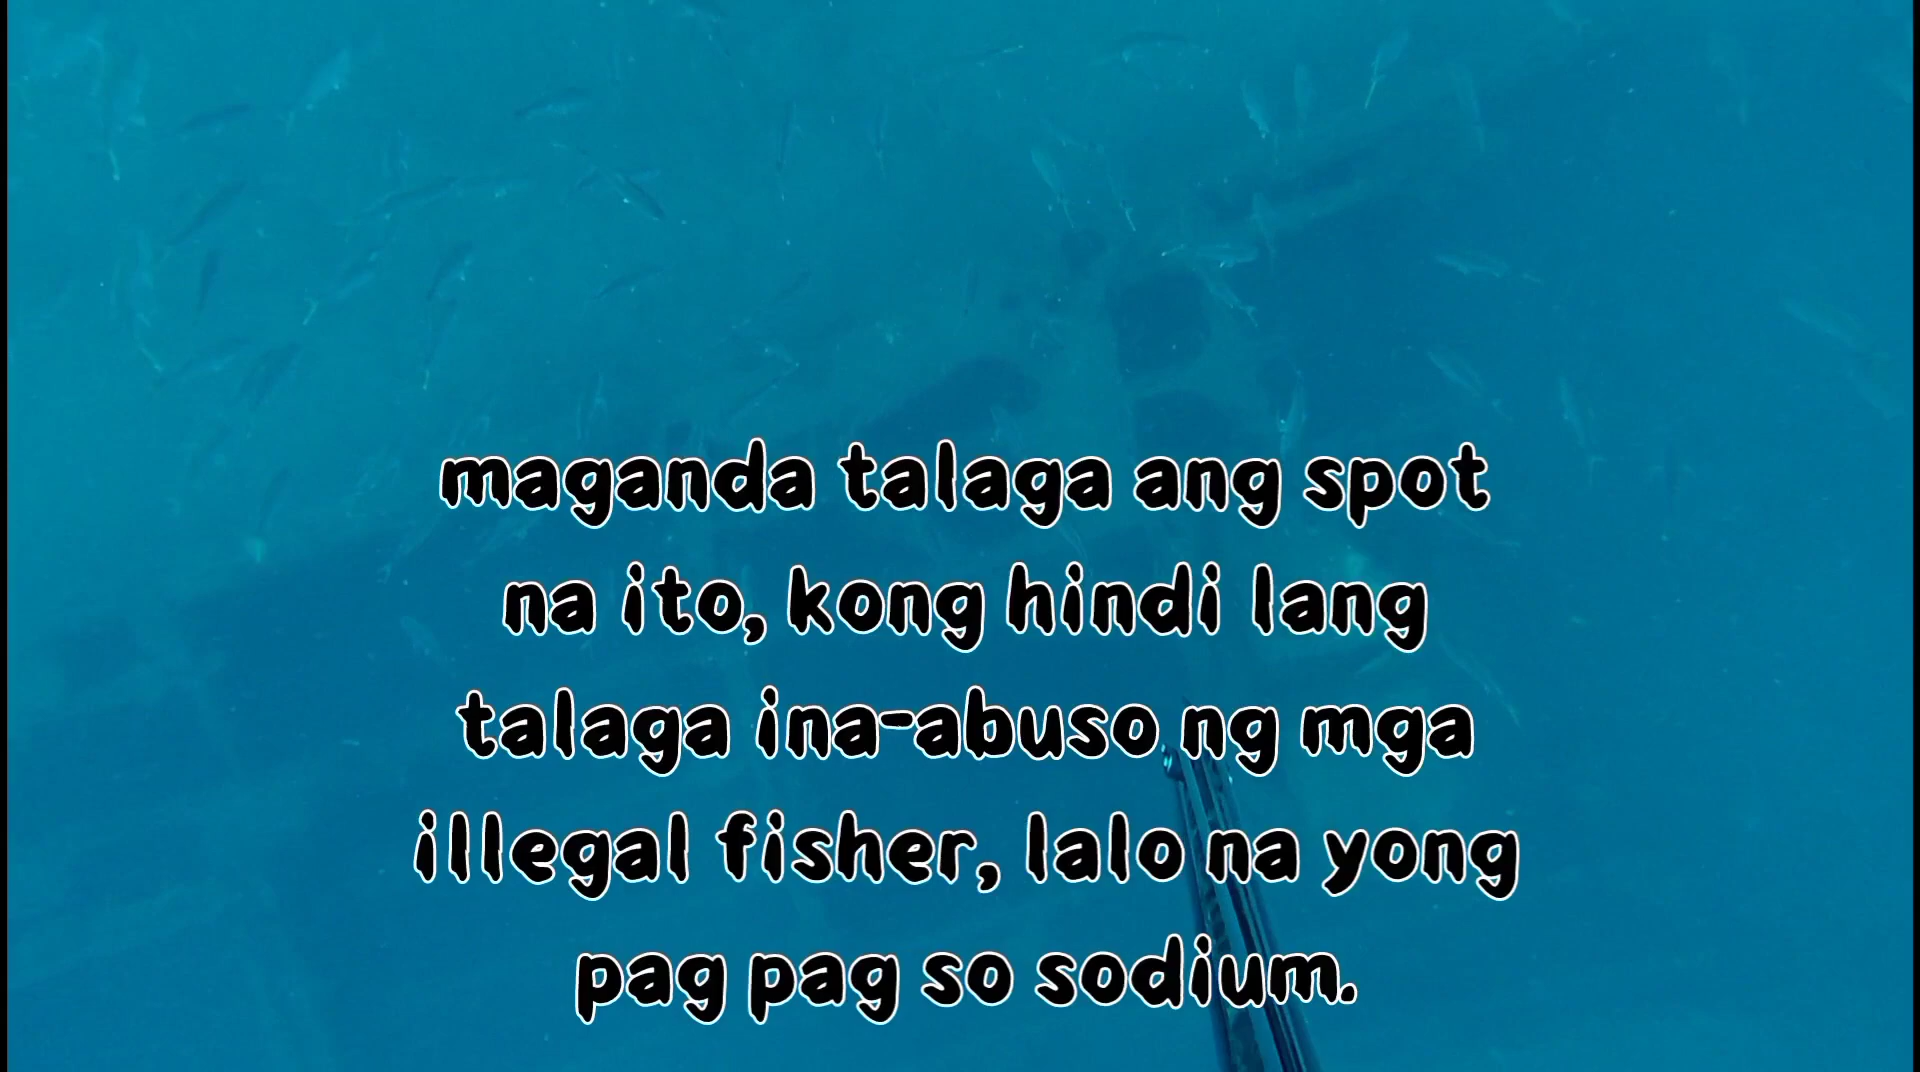 maganda talaga ang spot
na ito, kong hindi lang
talaga ina-abuso ng mga
illegal fisher, lalo na yong
pag pag so sodium.